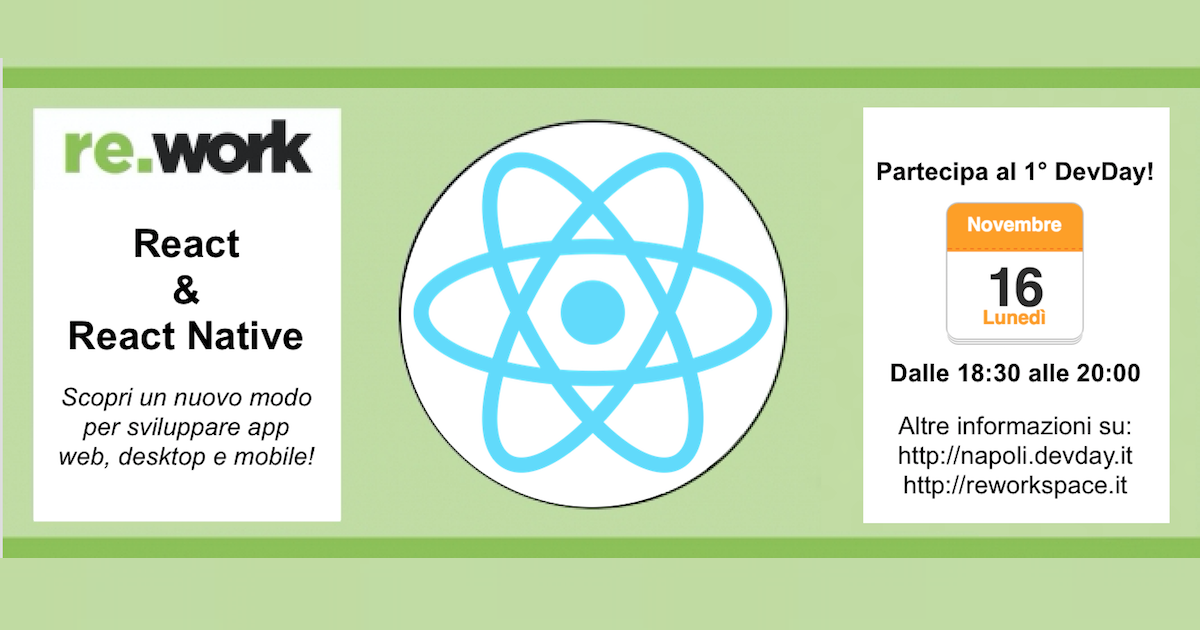 re.work
React
&
React Native
Scopri un nuovo modo
per sviluppare app
web, desktop e mobile!
Partecipa al 1° DevDay!
Novembre
16
Lunedì
Dalle 18:30 alle 20:00
Altre informazioni su:
http://napoli.devday.it
http://reworkspace.it